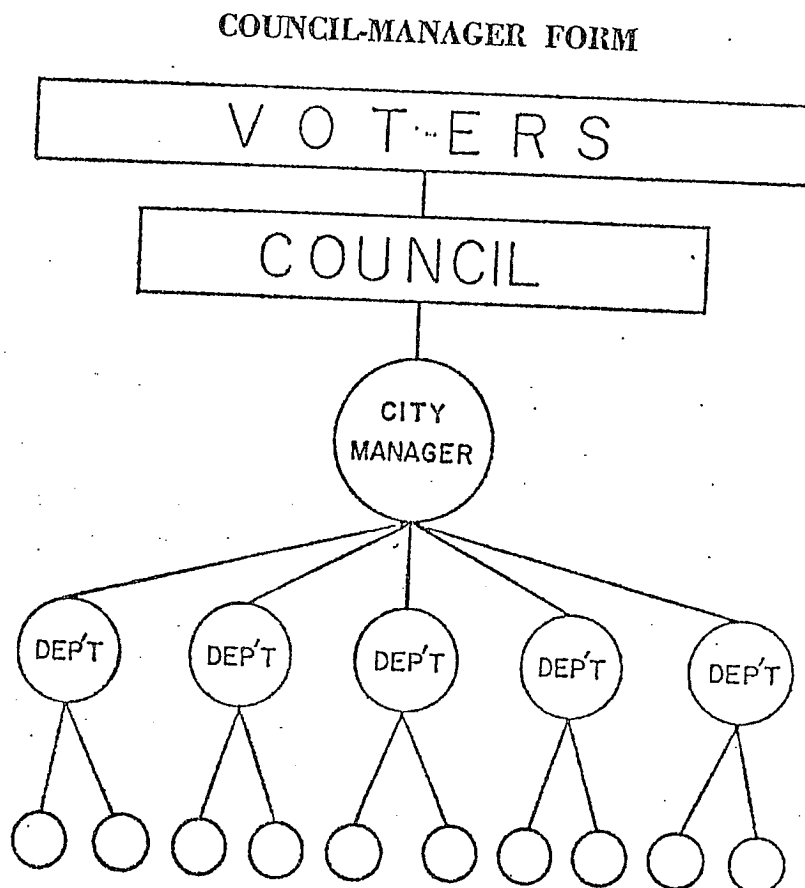 COUNCIL-MANAGER FORM
VOTERS
COUNCIL
CITY
MANAGER
DEP'T DEP'T DEP'T DEP'T DEP'T